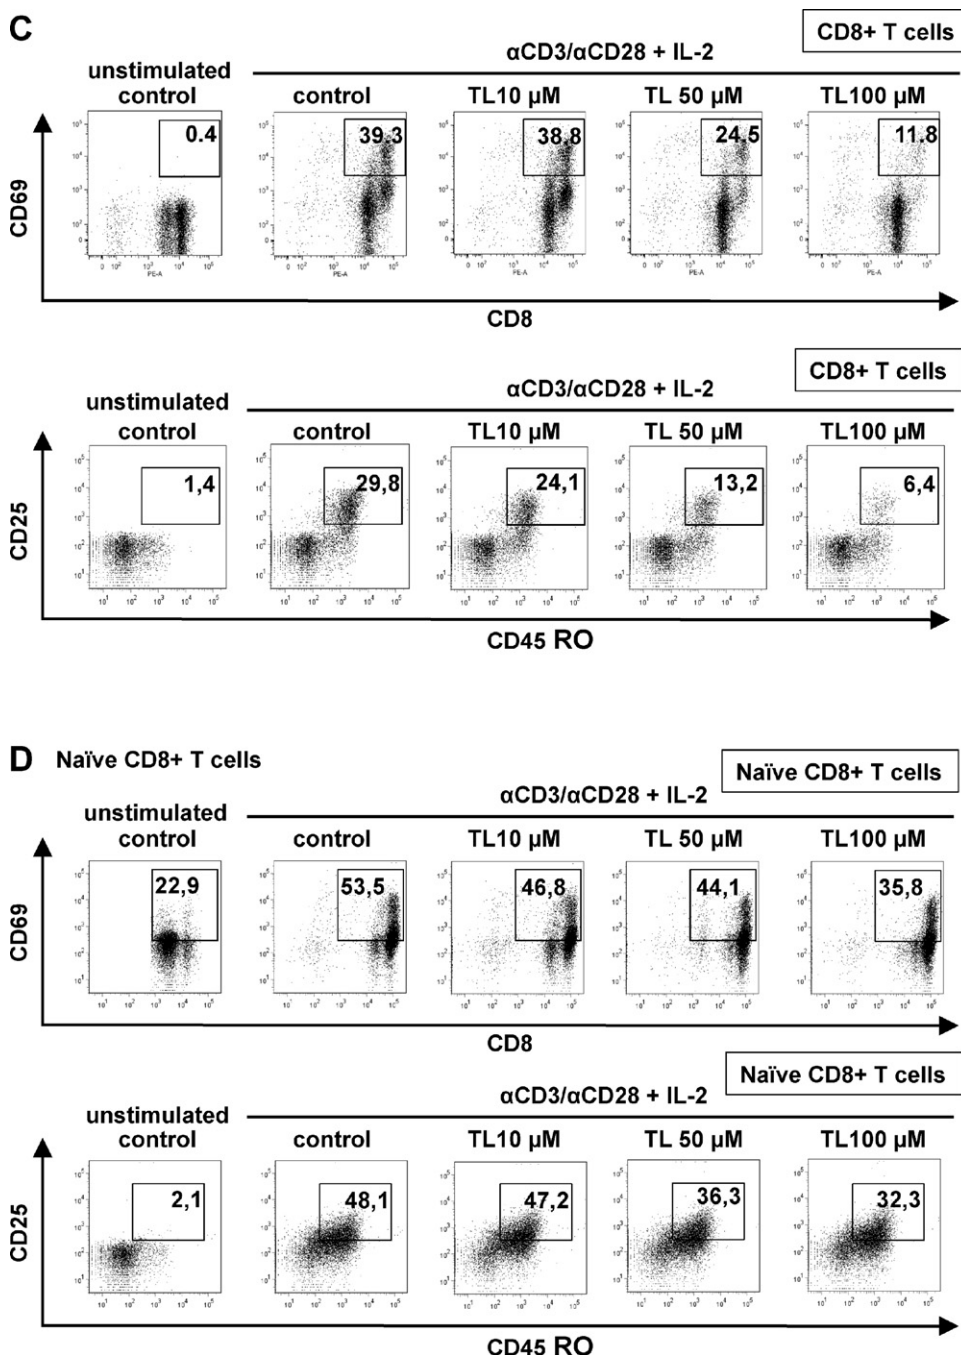 C
CD8+ T cells
αCD3/αCD28 + IL-2
unstimulated
control control TL10 µM TL 50 µM TL100 µM
CD69
0.4 39,3 38,8 24,5 11.8
PE-A PE-A PE-A PE-A PE-A
CD8
CD8+ T cells
αCD3/αCD28 + IL-2
unstimulated
control control TL10 µM TL 50 µM TL100 µM
CD25
1,4 29,8 24,1 13,2 6,4
CD45 RO
D Naïve CD8+ T cells
Naïve CD8+ T cells
αCD3/αCD28 + IL-2
unstimulated
control control TL10 µM TL 50 µM TL100 µM
CD69
22,9 53,5 46,8 44,1 35,8
CD8
Naïve CD8+ T cells
αCD3/αCD28 + IL-2
unstimulated
control control TL10 µM TL 50 µM TL100 µM
CD25
2,1 48,1 47,2 36,3 32,3
CD45 RO